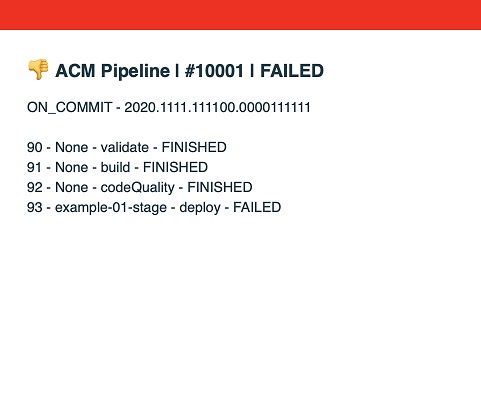 👎 ACM Pipeline | #10001 | FAILED
ON_COMMIT - 2020.1111.111100.0000111111
90 - None - validate - FINISHED
91 - None - build - FINISHED
92 - None - codeQuality - FINISHED
93 - example-01-stage - deploy - FAILED